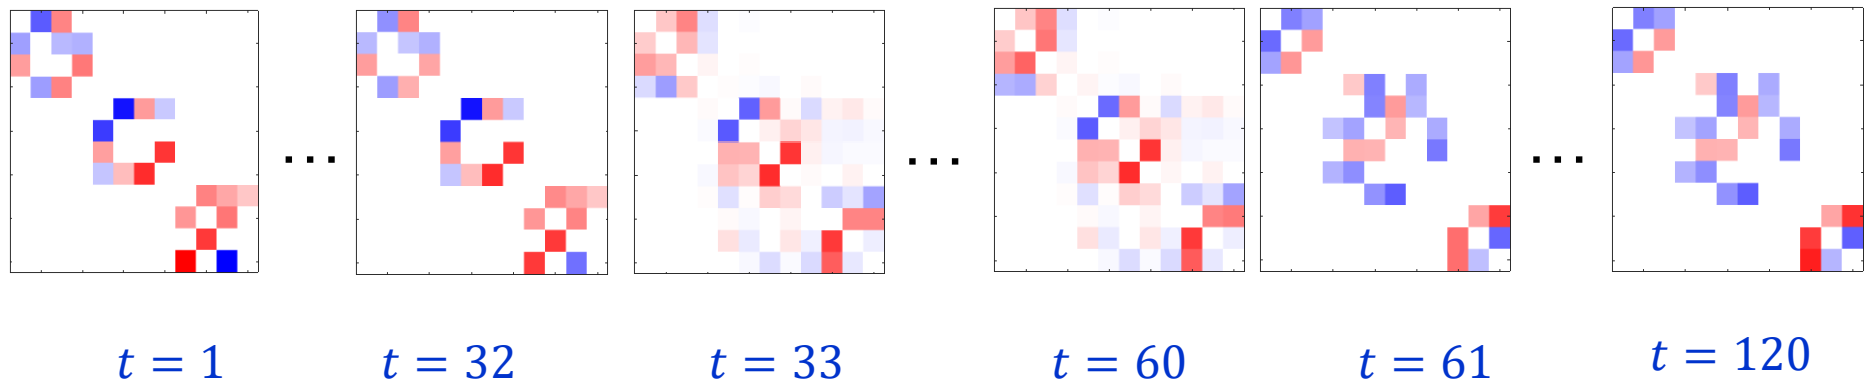 ... ... ...
t = 1 t = 32 t = 33 t = 60 t = 61 t = 120